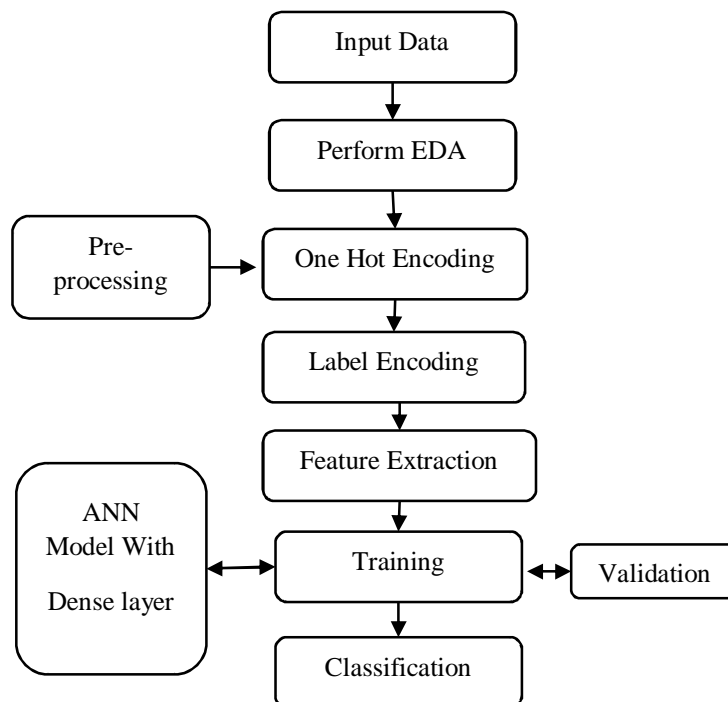 Input Data
Perform EDA
Pre-
processing
One Hot Encoding
Label Encoding
Feature Extraction
ANN
Model With
Dense layer
Training
Validation
Classification